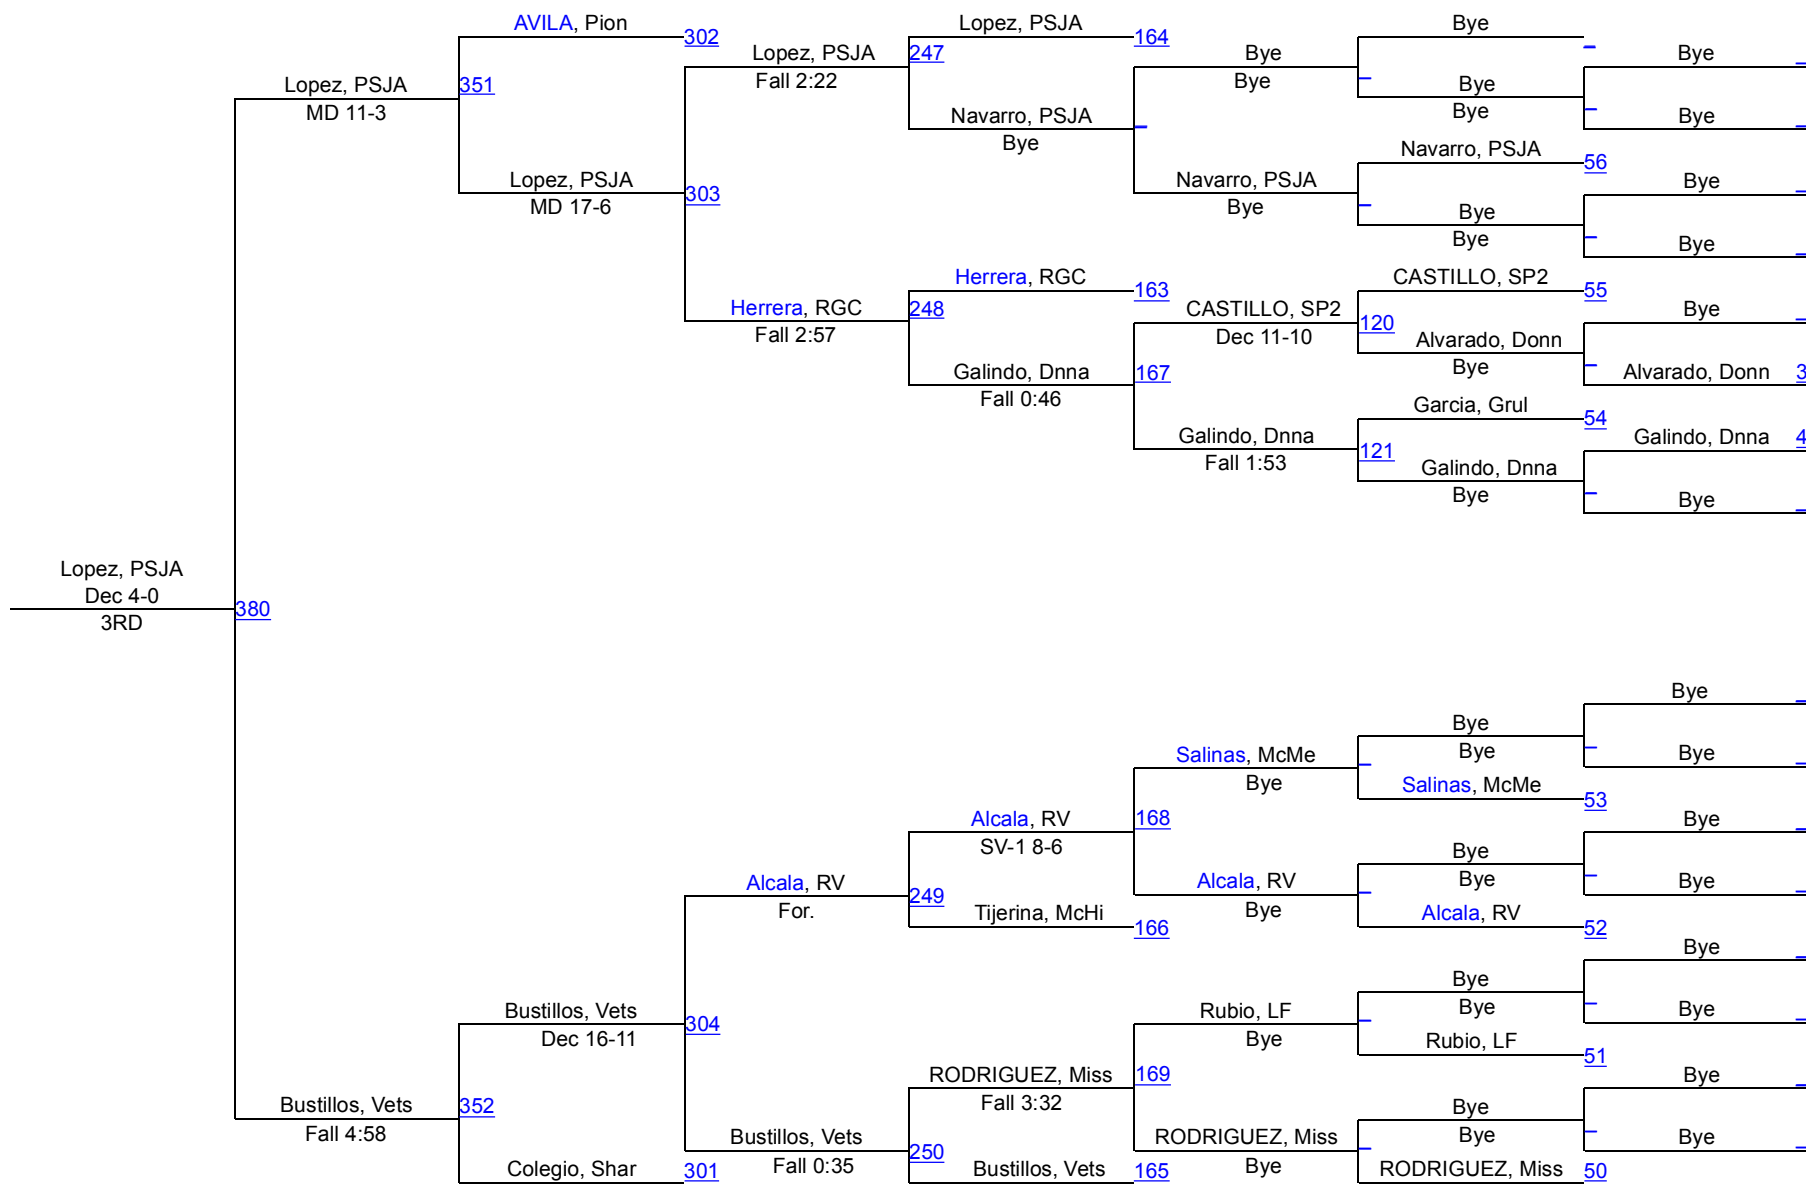 AVILA, Pion
302
Lopez, PSJA
Fall 2:22
247
Lopez, PSJA
164
Bye
Bye
Bye
Bye
Bye
Bye
Bye
Lopez, PSJA
MD 11-3
351
Navarro, PSJA
Bye
Navarro, PSJA
56
Lopez, PSJA
MD 17-6
303
Navarro, PSJA
Bye
Bye
Bye
Bye
Bye
Herrera, RGC
Fall 2:57
248
Herrera, RGC
163
CASTILLO, SP2
Dec 11-10
120
CASTILLO, SP2
55
Bye
Alvarado, Donn
Bye
Alvarado, Donn
3
Galindo, Dnna
Fall 0:46
167
Garcia, Grul
54
Galindo, Dnna
4
Galindo, Dnna
Fall 1:53
121
Galindo, Dnna
Bye
Bye
Lopez, PSJA
Dec 4-0
3RD
380
Bye
Bye
Bye
Bye
Salinas, McMe
Bye
Salinas, McMe
53
Alcala, RV
SV-1 8-6
168
Bye
Bye
Bye
Bye
Alcala, RV
For.
249
Alcala, RV
Bye
Alcala, RV
52
Tijerina, McHi
166
Bye
Bye
Bye
Bye
Bustillos, Vets
Dec 16-11
304
Rubio, LF
Bye
Rubio, LF
51
RODRIGUEZ, Miss
Fall 3:32
169
Bye
Bye
Bye
Bye
Bustillos, Vets
Fall 4:58
352
Bustillos, Vets
Fall 0:35
250
RODRIGUEZ, Miss
Bye
RODRIGUEZ, Miss
50
Colegio, Shar
301
Bustillos, Vets
165